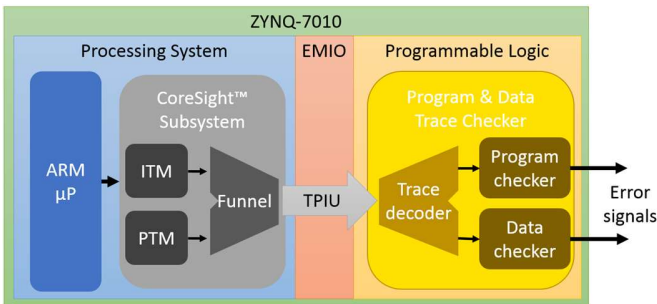 ZYNQ-7010
Processing System
EMIO
Programmable Logic
CoreSight™
Subsystem
Program & Data
Trace Checker
ARM
µP
ITM
PTM
Funnel
TPIU
Trace
decoder
Program
checker
Data
checker
Error
signals